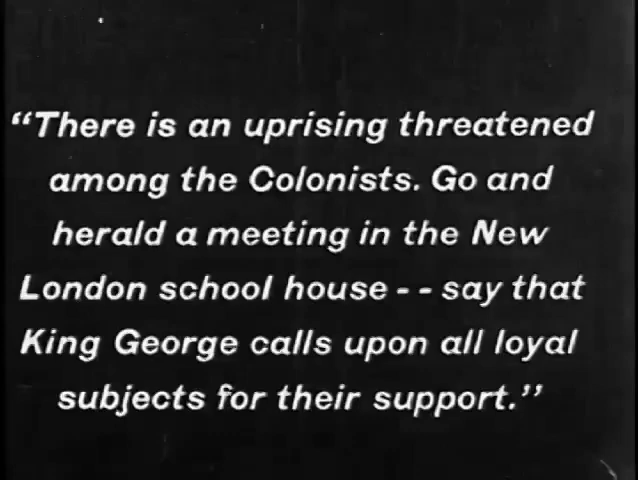 “There is an uprising threatened
among the Colonists. Go and
herald a meeting in the New
London school house -- say that
King George calls upon all loyal
subjects for their support.”